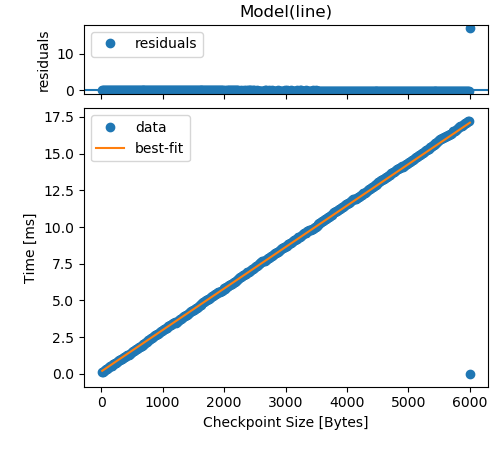 Model(line)
residuals
10
0
residuals
17.5
15.0
12.5
10.0
7.5
5.0
2.5
0.0
Time [ms]
data
best-fit
0 1000 2000 3000 4000 5000 6000
Checkpoint Size [Bytes]